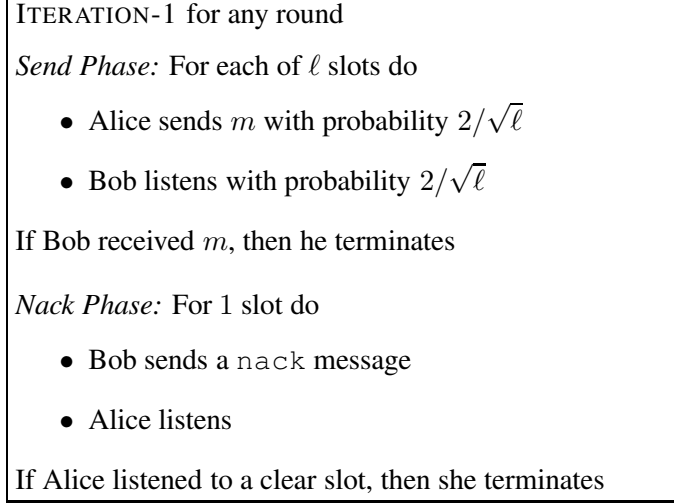 ITERATION-1 for any round
Send Phase: For each of ℓ slots do
• Alice sends m with probability 2/√ℓ
• Bob listens with probability 2/√ℓ
If Bob received m, then he terminates
Nack Phase: For 1 slot do
• Bob sends a nack message
• Alice listens
If Alice listened to a clear slot, then she terminates